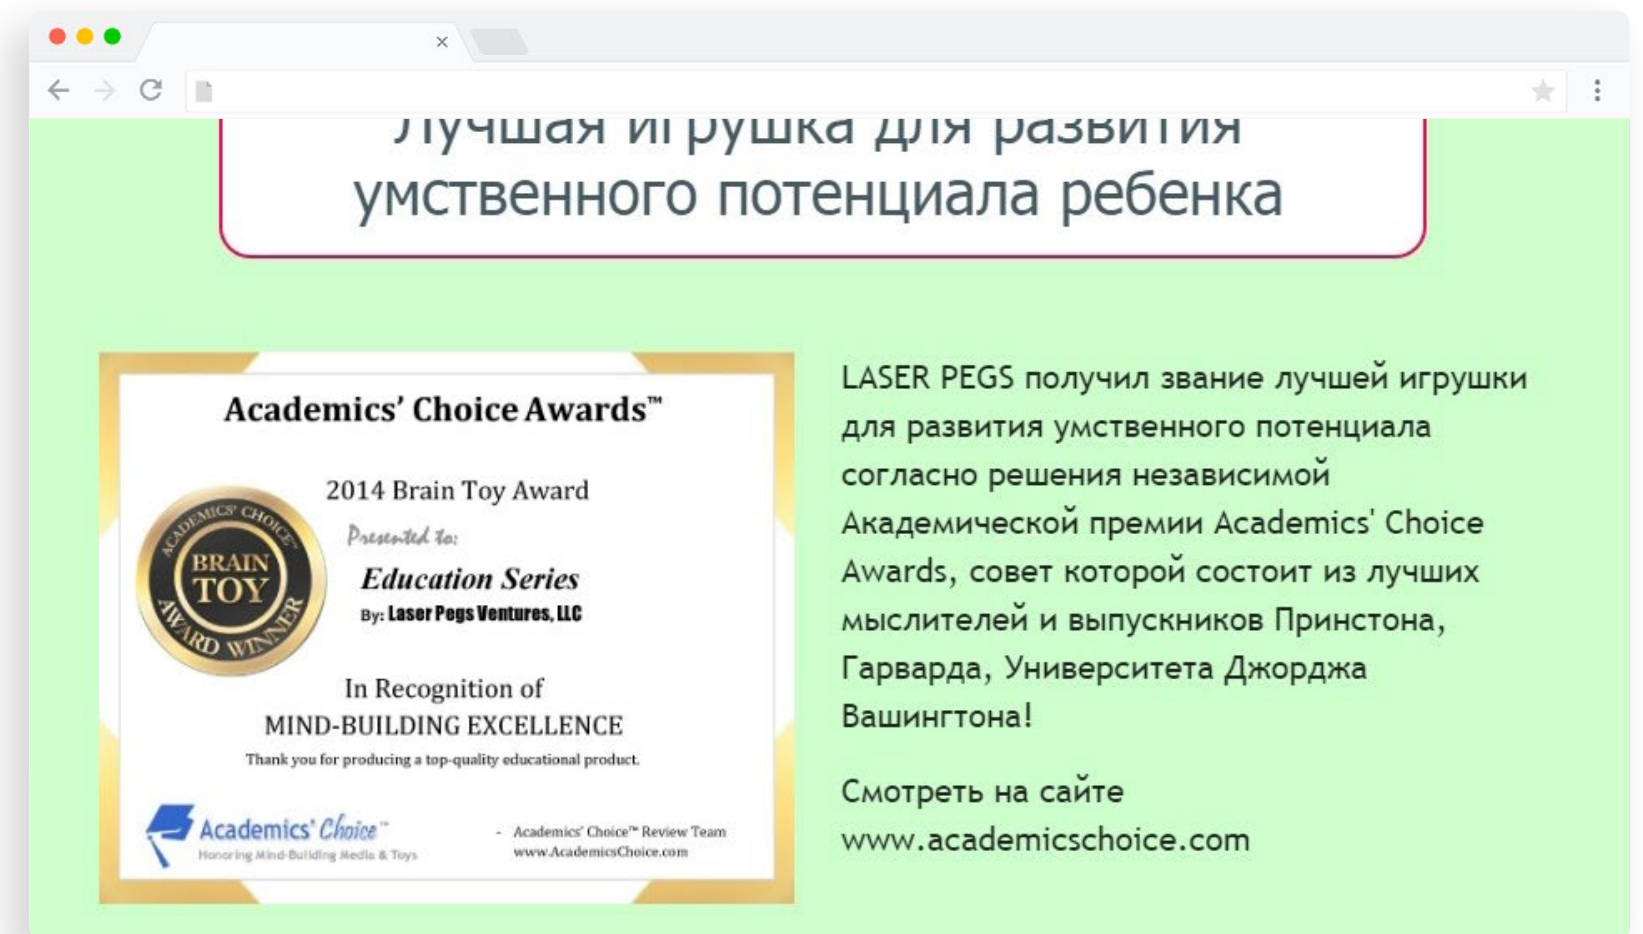 Лучшая игрушка для развития
умственного потенциала ребенка
Academics’ Choice Awards™
2014 Brain Toy Award
Presented to:
Education Series
By: Laser Pegs Ventures, LLC
ACADEMICS' CHOICE™
BRAIN
TOY
AWARD WINNER
In Recognition of
MIND-BUILDING EXCELLENCE
Thank you for producing a top-quality educational product.
Academics' Choice™
Honoring Mind-Building Media & Toys
- Academics’ Choice™ Review Team
www.AcademicsChoice.com
LASER PEGS получил звание лучшей игрушки
для развития умственного потенциала
согласно решения независимой
Академической премии Academics' Choice
Awards, совет которой состоит из лучших
мыслителей и выпускников Принстона,
Гарварда, Университета Джорджа
Вашингтона!
Смотреть на сайте
www.academicschoice.com